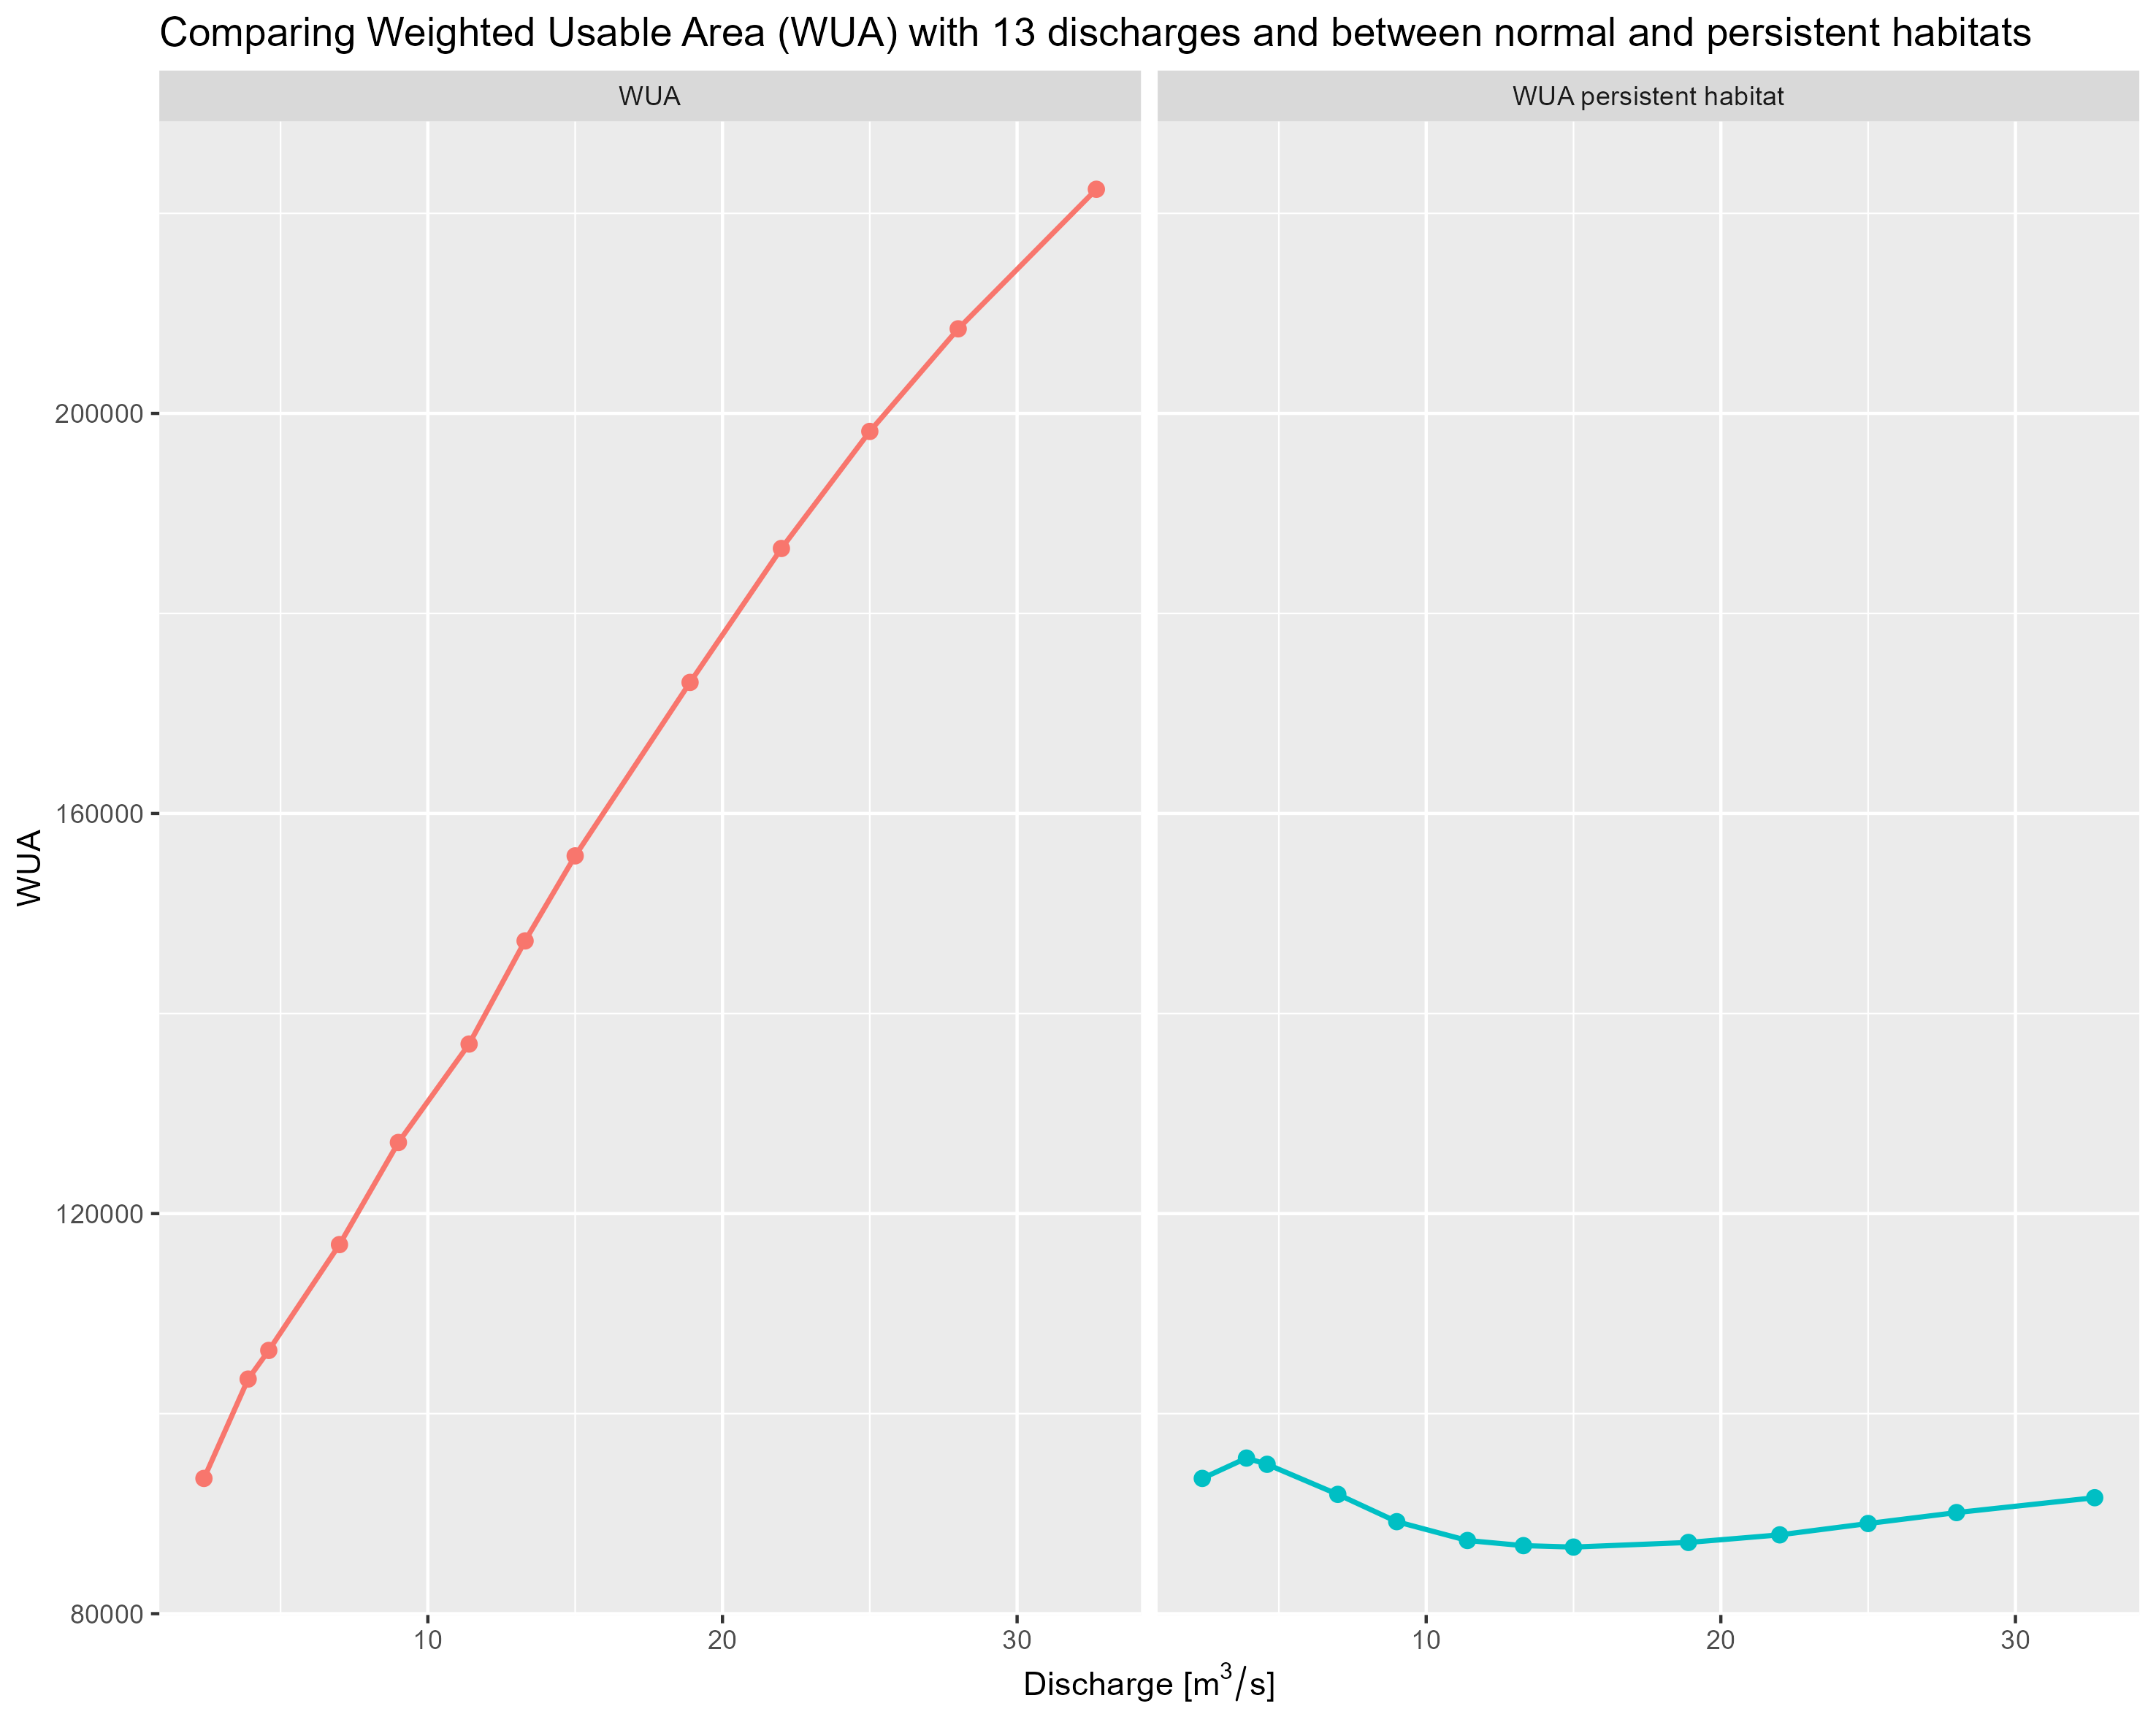 Comparing Weighted Usable Area (WUA) with 13 discharges and between normal and persistent habitats
WUA
WUA persistent habitat
WUA
200000
160000
120000
80000
10
20
30
10
20
30
Discharge [m³/s]